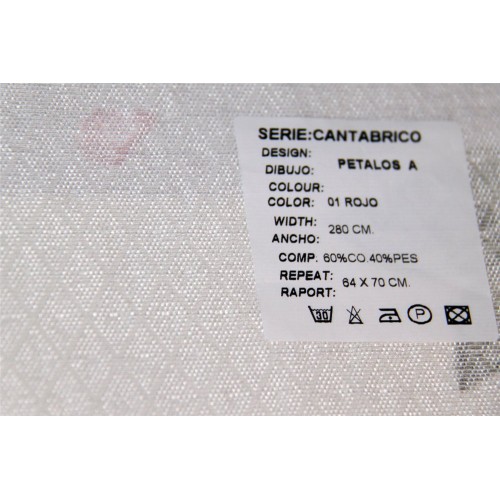 SERIE:CANTABRICO
DESIGN:
DIBUJO: PETALOS A
COLOUR:
COLOR: 01 ROJO
WIDTH: 280 CM.
ANCHO:
COMP. 60%CO.40%PES
REPEAT: 64 X 70 CM.
RAPORT:
30 P